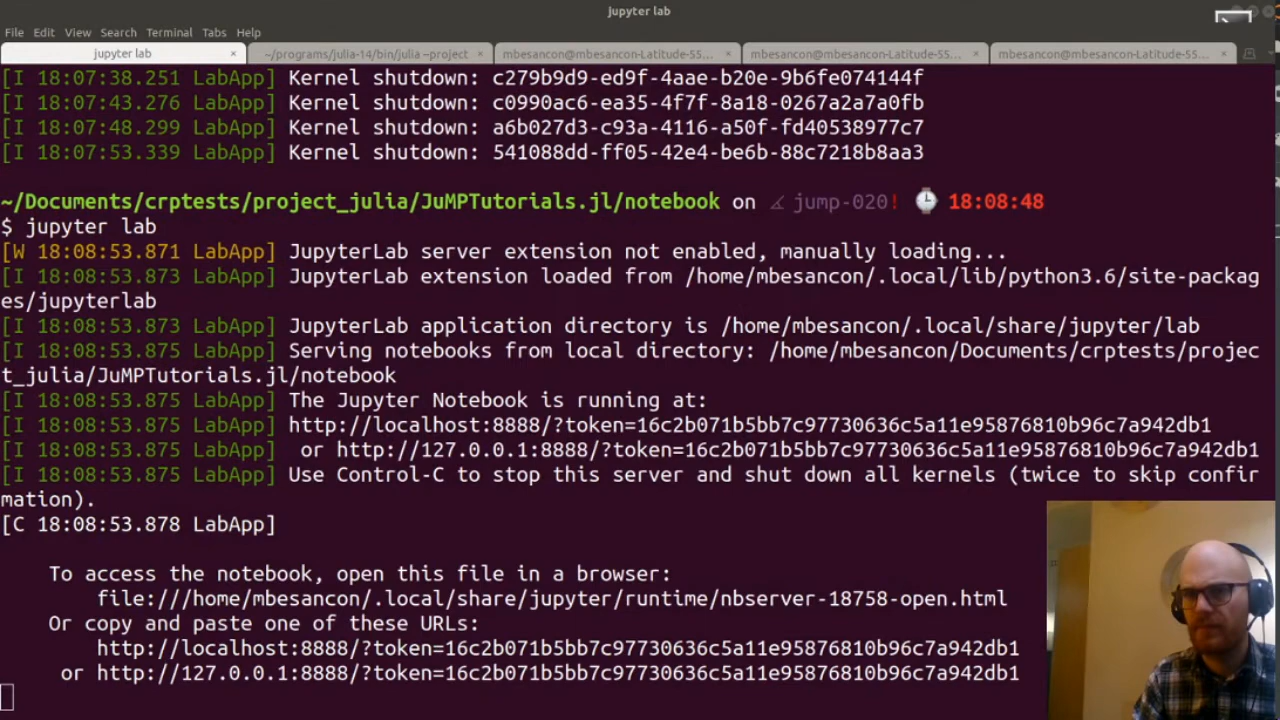 jupyter lab
File Edit View Search Terminal Tabs Help
jupyter lab × ~/programs/julia-14/bin/julia --project × mbesancon@mbesancon-Latitude-55... × mbesancon@mbesancon-Latitude-55... × mbesancon@mbesancon-Latitude-55... ×
[I 18:07:38.251 LabApp] Kernel shutdown: c279b9d9-ed9f-4aae-b20e-9b6fe074144f
[I 18:07:43.276 LabApp] Kernel shutdown: c0990ac6-ea35-4f7f-8a18-0267a2a7a0fb
[I 18:07:48.299 LabApp] Kernel shutdown: a6b027d3-c93a-4116-a50f-fd40538977c7
[I 18:07:53.339 LabApp] Kernel shutdown: 541088dd-ff05-42e4-be6b-88c7218b8aa3
~/Documents/crptests/project_julia/JuMPTutorials.jl/notebook on jump-020! 18:08:48
$ jupyter lab
[W 18:08:53.871 LabApp] JupyterLab server extension not enabled, manually loading...
[I 18:08:53.873 LabApp] JupyterLab extension loaded from /home/mbesancon/.local/lib/python3.6/site-packag
es/jupyterlab
[I 18:08:53.873 LabApp] JupyterLab application directory is /home/mbesancon/.local/share/jupyter/lab
[I 18:08:53.875 LabApp] Serving notebooks from local directory: /home/mbesancon/Documents/crptests/projec
t_julia/JuMPTutorials.jl/notebook
[I 18:08:53.875 LabApp] The Jupyter Notebook is running at:
[I 18:08:53.875 LabApp] http://localhost:8888/?token=16c2b071b5bb7c97730636c5a11e95876810b96c7a942db1
[I 18:08:53.875 LabApp] or http://127.0.0.1:8888/?token=16c2b071b5bb7c97730636c5a11e95876810b96c7a942db1
[I 18:08:53.875 LabApp] Use Control-C to stop this server and shut down all kernels (twice to skip confir
mation).
[C 18:08:53.878 LabApp]
To access the notebook, open this file in a browser:
file:///home/mbesancon/.local/share/jupyter/runtime/nbserver-18758-open.html
Or copy and paste one of these URLs:
http://localhost:8888/?token=16c2b071b5bb7c97730636c5a11e95876810b96c7a942db1
or http://127.0.0.1:8888/?token=16c2b071b5bb7c97730636c5a11e95876810b96c7a942db1